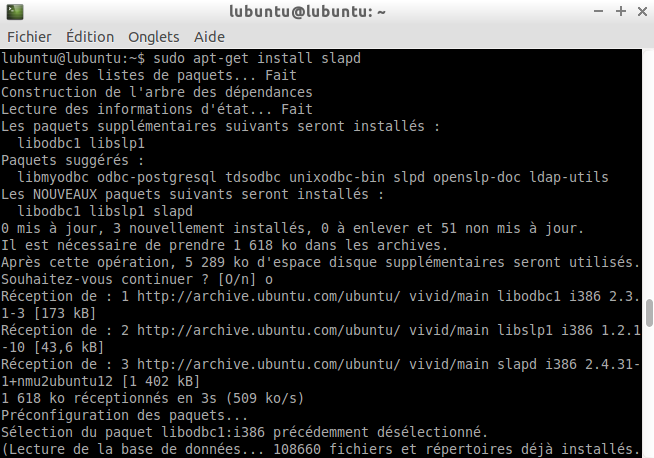 lubuntu@lubuntu: ~
Fichier Édition Onglets Aide
lubuntu@lubuntu:~$ sudo apt-get install slapd
Lecture des listes de paquets... Fait
Construction de l'arbre des dépendances
Lecture des informations d'état... Fait
Les paquets supplémentaires suivants seront installés :
  libodbc1 libslp1
Paquets suggérés :
  libmyodbc odbc-postgresql tdsodbc unixodbc-bin slpd openslp-doc ldap-utils
Les NOUVEAUX paquets suivants seront installés :
  libodbc1 libslp1 slapd
0 mis à jour, 3 nouvellement installés, 0 à enlever et 51 non mis à jour.
Il est nécessaire de prendre 1 618 ko dans les archives.
Après cette opération, 5 289 ko d'espace disque supplémentaires seront utilisés.
Souhaitez-vous continuer ? [O/n] o
Réception de : 1 http://archive.ubuntu.com/ubuntu/ vivid/main libodbc1 i386 2.3.
1-3 [173 kB]
Réception de : 2 http://archive.ubuntu.com/ubuntu/ vivid/main libslp1 i386 1.2.1
-10 [43,6 kB]
Réception de : 3 http://archive.ubuntu.com/ubuntu/ vivid/main slapd i386 2.4.31-
1+nmu2ubuntu12 [1 402 kB]
1 618 ko réceptionnés en 3s (509 ko/s)
Préconfiguration des paquets...
Sélection du paquet libodbc1:i386 précédemment désélectionné.
(Lecture de la base de données... 108660 fichiers et répertoires déjà installés.